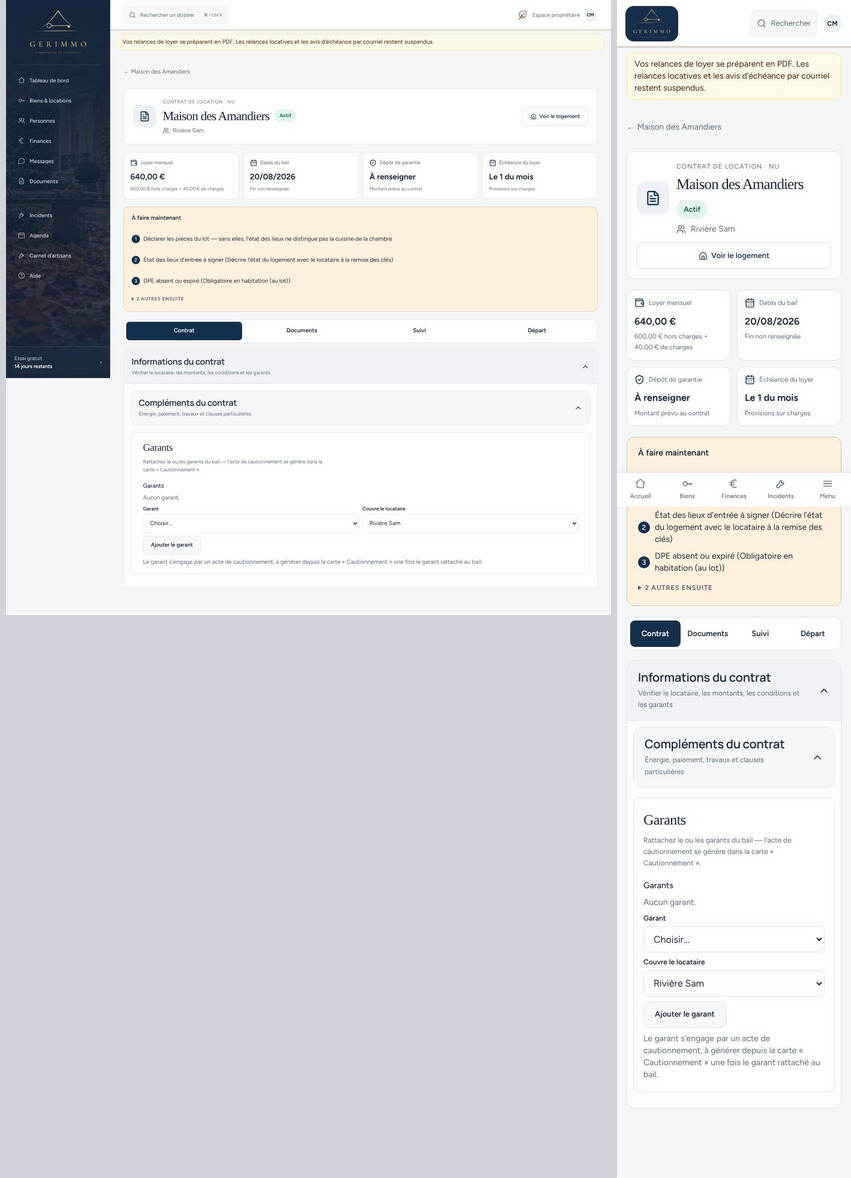 GERIMMO
Tableau de bord
Biens & locations
Personnes
Finances
Messages
Documents
Incidents
Agenda
Carnet d'artisans
Aide
Essai gratuit
14 jours restants
Rechercher un dossier
⌘ / Ctrl K
Espace propriétaire
CM
Vos relances de loyer se préparent en PDF. Les relances locatives et les avis d'échéance par courriel restent suspendus.
← Maison des Amandiers
CONTRAT DE LOCATION · NU
Maison des Amandiers
Actif
Rivière Sam
Voir le logement
Loyer mensuel
640,00 €
600,00 € hors charges + 40,00 € de charges
Dates du bail
20/08/2026
Fin non renseignée
Dépôt de garantie
À renseigner
Montant prévu au contrat
Échéance du loyer
Le 1 du mois
Provisions sur charges
À faire maintenant
1 Déclarer les pièces du lot — sans elles, l'état des lieux ne distingue pas la cuisine de la chambre
2 État des lieux d'entrée à signer (Décrire l'état du logement avec le locataire à la remise des clés)
3 DPE absent ou expiré (Obligatoire en habitation (au lot))
▸ 2 AUTRES ENSUITE
Contrat
Documents
Suivi
Départ
Informations du contrat
Vérifier le locataire, les montants, les conditions et les garants
Compléments du contrat
Énergie, paiement, travaux et clauses particulières
Garants
Rattachez le ou les garants du bail — l'acte de cautionnement se génère dans la
carte « Cautionnement ».
Garants
Aucun garant.
Garant
Choisir...
Couvre le locataire
Rivière Sam
Ajouter le garant
Le garant s'engage par un acte de cautionnement, à générer depuis la carte « Cautionnement » une fois le garant rattaché au bail.
GERIMMO
Rechercher
CM
Vos relances de loyer se préparent en PDF. Les
relances locatives et les avis d'échéance par courriel
restent suspendus.
← Maison des Amandiers
CONTRAT DE LOCATION · NU
Maison des Amandiers
Actif
Rivière Sam
Voir le logement
Loyer mensuel
640,00 €
600,00 € hors charges +
40,00 € de charges
Dates du bail
20/08/2026
Fin non renseignée
Dépôt de garantie
À renseigner
Montant prévu au contrat
Échéance du loyer
Le 1 du mois
Provisions sur charges
À faire maintenant
Accueil
Biens
Finances
Incidents
Menu
2 État des lieux d'entrée à signer (Décrire l'état
du logement avec le locataire à la remise des
clés)
3 DPE absent ou expiré (Obligatoire en
habitation (au lot))
▸ 2 AUTRES ENSUITE
Contrat
Documents
Suivi
Départ
Informations du contrat
Vérifier le locataire, les montants, les conditions et
les garants
Compléments du contrat
Énergie, paiement, travaux et clauses
particulières
Garants
Rattachez le ou les garants du bail — l'acte de
cautionnement se génère dans la carte «
Cautionnement ».
Garants
Aucun garant.
Garant
Choisir...
Couvre le locataire
Rivière Sam
Ajouter le garant
Le garant s'engage par un acte de
cautionnement, à générer depuis la carte «
Cautionnement » une fois le garant rattaché au
bail.